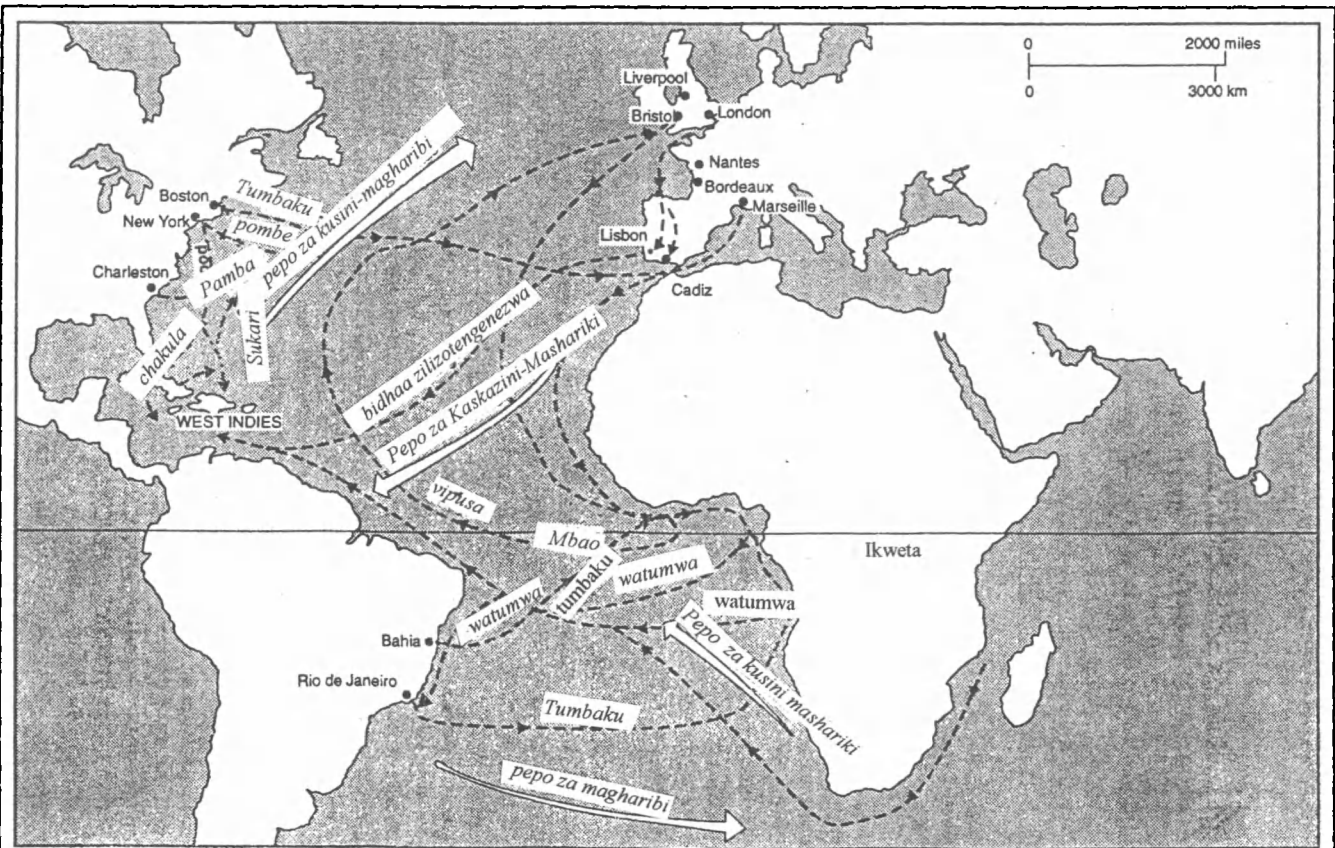 0 2000 miles
0 3000 km
Liverpool
Bristo
London
Nantes
Bordeaux
Marseille
Lisbon
Cadiz
Boston
New York
Charleston
Tumbaku
pombe
pepo za kusini-magharibi
Pamba
Sukari
chakula
WEST INDIES
bidhaa zilizotengenezwa
Pepo za Kaskazini-Mashariki
vipusa
Mbao
Ikweta
tumbaku
watumwa
watumwa
watumwa
Pepo za kusini mashariki
Bahia
Rio de Janeiro
Tumbaku
pepo za magharibi